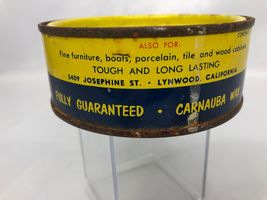 ALSO FOR:
Fine furniture, boats, porcelain, tile and wood cabinets
TOUGH AND LONG LASTING
5409 JOSEPHINE ST. • LYNWOOD, CALIFORNIA
FULLY GUARANTEED • CARNAUBA WAX